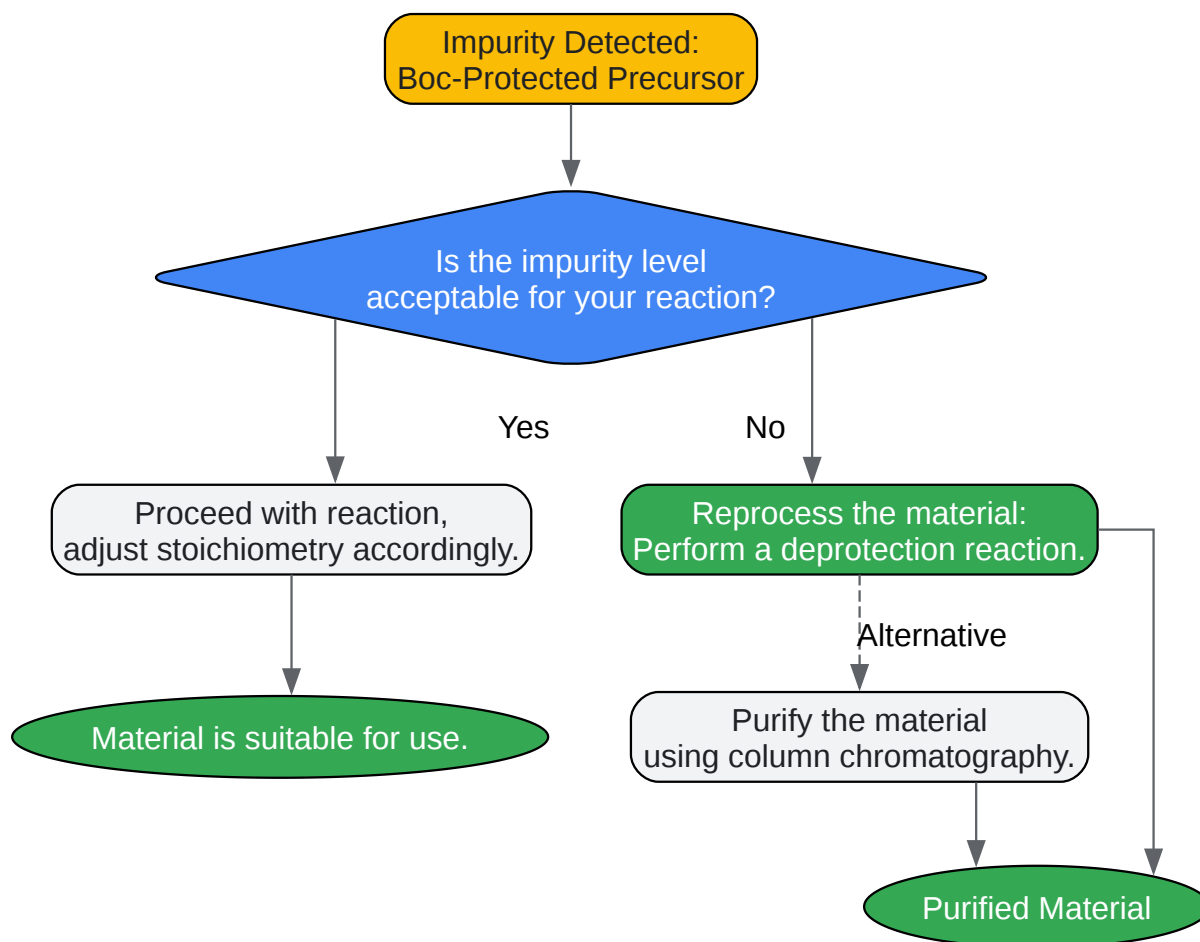 Impurity Detected:
Boc-Protected Precursor
Is the impurity level
acceptable for your reaction?
Yes
No
Proceed with reaction,
adjust stoichiometry accordingly.
Reprocess the material:
Perform a deprotection reaction.
Alternative
Material is suitable for use.
Purify the material
using column chromatography.
Purified Material